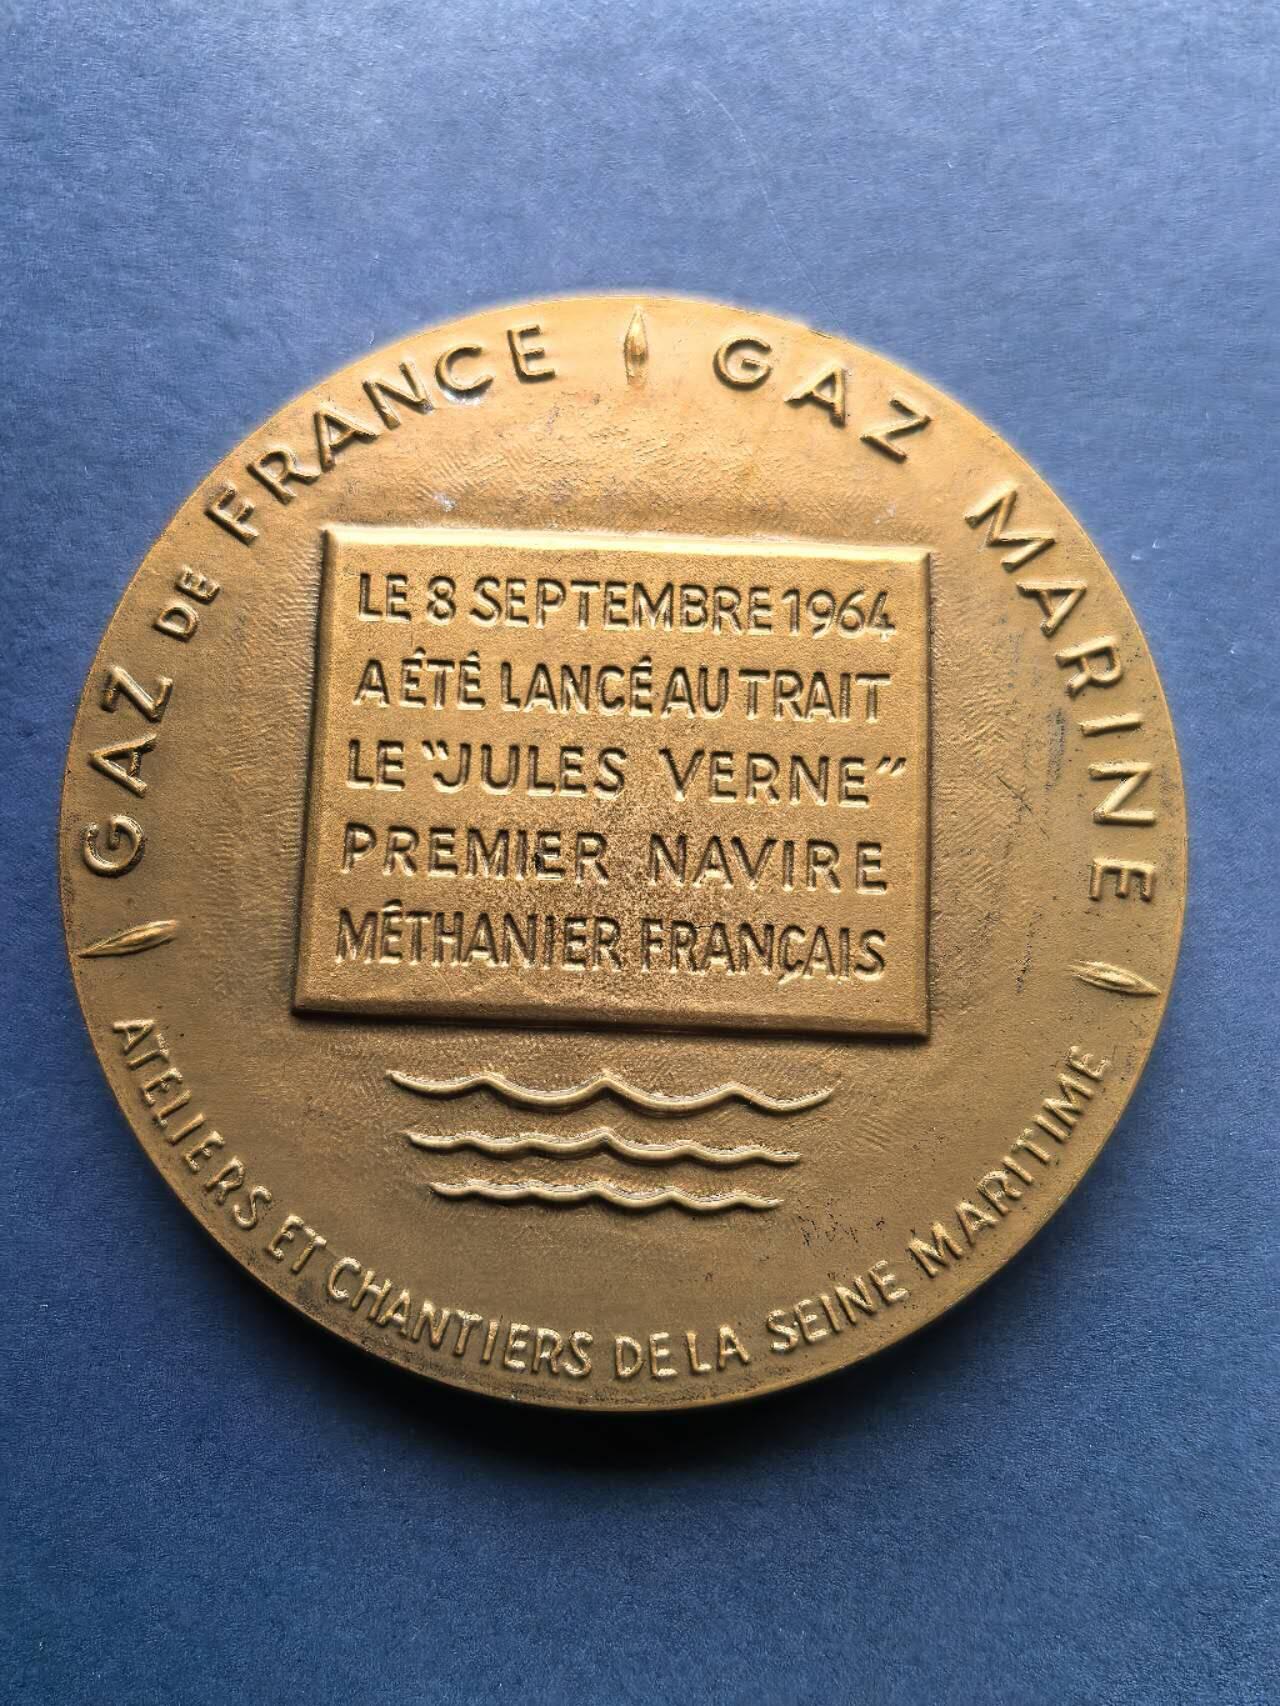 GAZ DE FRANCE
GAZ MARINE
LE 8 SEPTEMBRE 1964
A ÉTÉ LANCÉ AU TRAIT
LE "JULES VERNE"
PREMIER NAVIRE
MÉTHANIER FRANÇAIS
ATELIERS ET CHANTIERS DE LA SEINE MARITIME